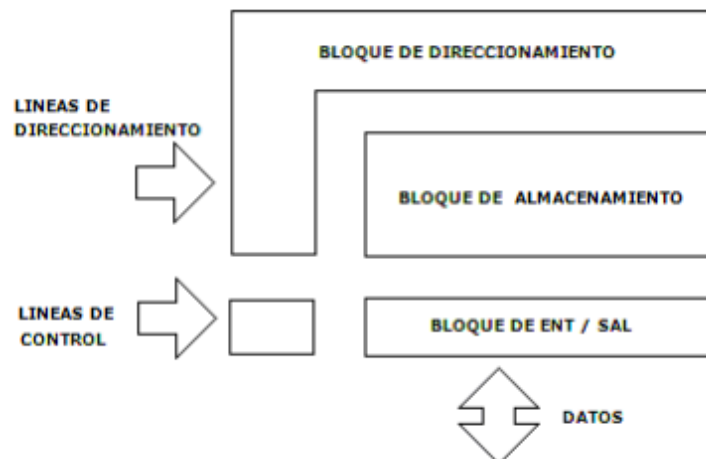 BLOQUE DE DIRECCIONAMIENTO
LINEAS DE
DIRECCIONAMIENTO
BLOQUE DE ALMACENAMIENTO
LINEAS DE
CONTROL
BLOQUE DE ENT / SAL
DATOS